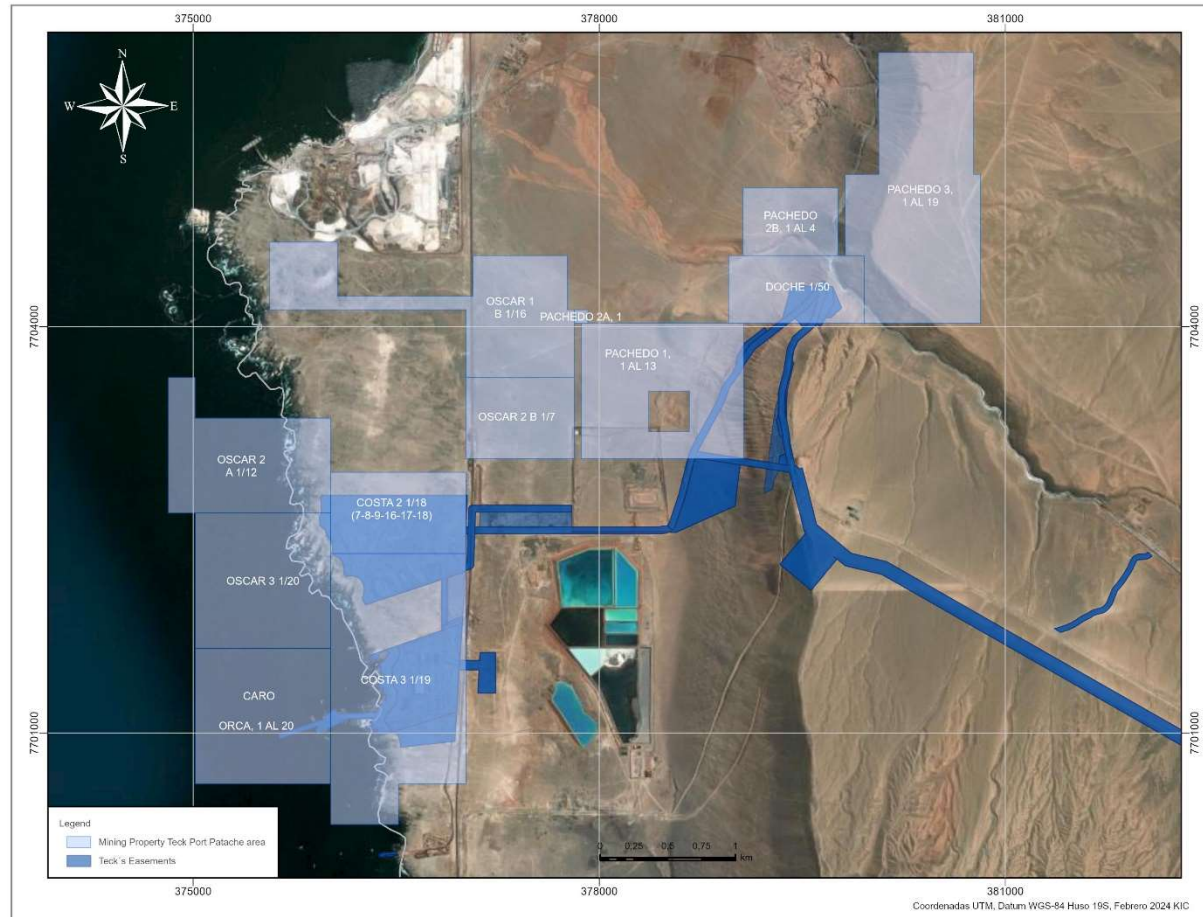 375000
378000
381000
N
W
E
S
PACHEDO 3,
1 AL 19
PACHEDO
2B, 1 AL 4
DOCHE 1/50
OSCAR 1
B 1/16
PACHEDO 2A, 1
7704000
7704000
PACHEDO 1,
1 AL 13
OSCAR 2 B 1/7
OSCAR 2
A 1/12
COSTA 2 1/18
(7-8-9-16-17-18)
OSCAR 3 1/20
COSTA 3 1/19
CARO
ORCA, 1 AL 20
7701000
7701000
Legend
Mining Property Teck Port Patache area
Teck´s Easements
0 0,25 0,5 0,75 1
km
375000
378000
381000
Coordenadas UTM, Datum WGS-84 Huso 19S, Febrero 2024 KIC